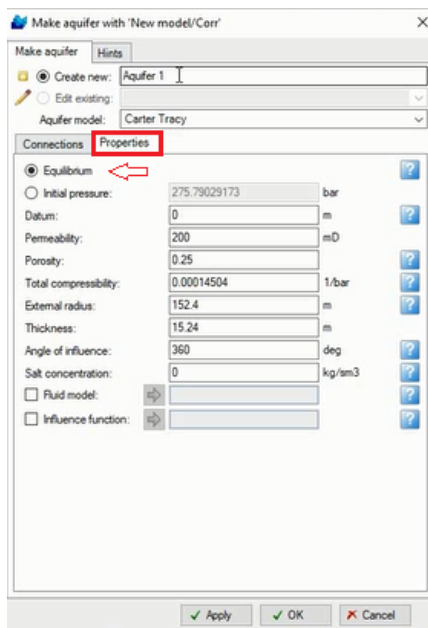 Make aquifer with 'New model/Corr'
Make aquifer Hints
Create new: Aquifer 1
Edit existing:
Aquifer model: Carter Tracy
Connections Properties
Equilibrium ?
Initial pressure: 275.79029173 bar
Datum: 0 m ?
Permeability: 200 mD
Porosity: 0.25 ?
Total compressibility: 0.00014504 1/bar ?
External radius: 152.4 m ?
Thickness: 15.24 m
Angle of influence: 360 deg ?
Salt concentration: 0 kg/sm3 ?
Fluid model: ?
Influence function: ?
Apply OK Cancel